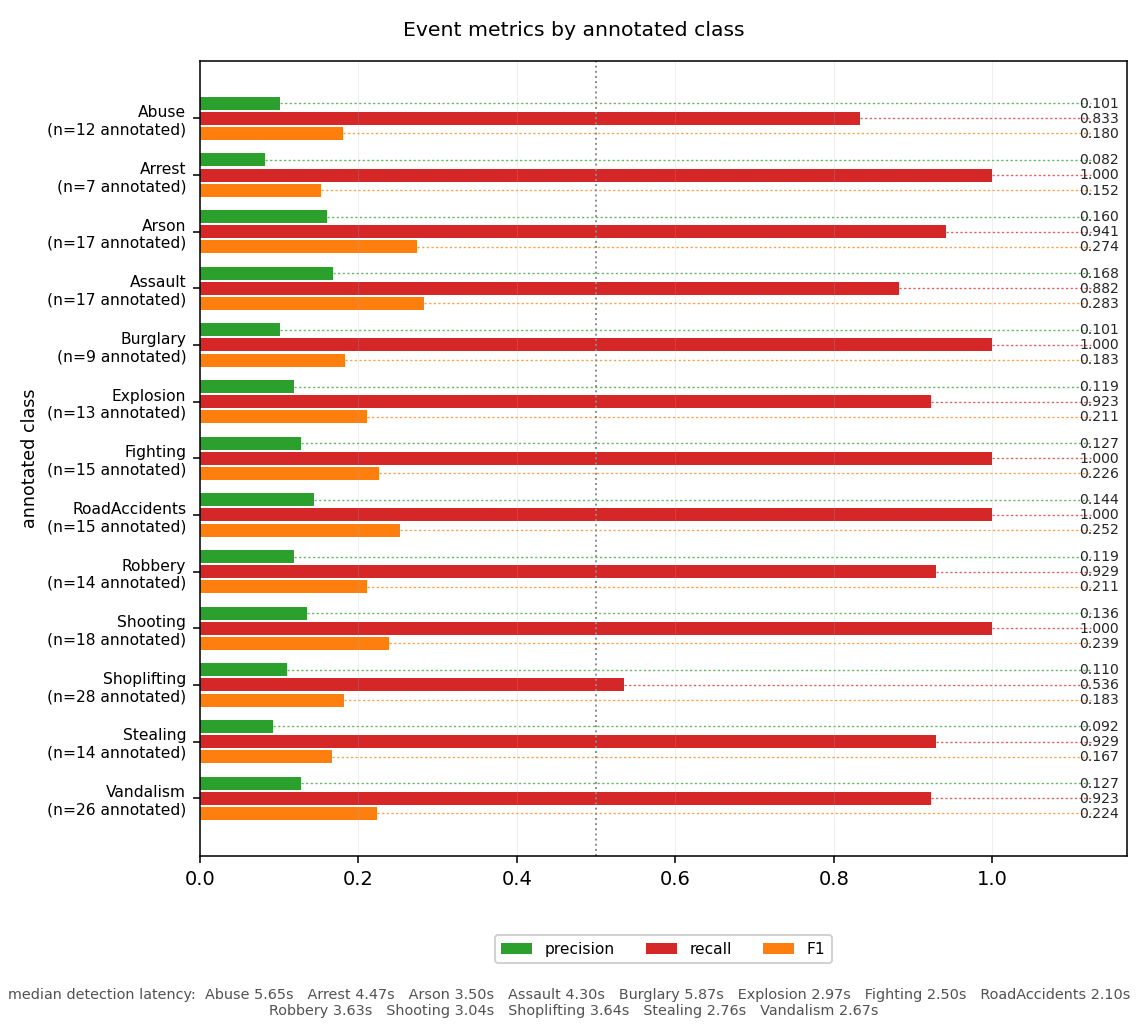 Event metrics by annotated class
Abuse
(n=12 annotated)
0.101
0.833
0.180
Arrest
(n=7 annotated)
0.082
1.000
0.152
Arson
(n=17 annotated)
0.160
0.941
0.274
Assault
(n=17 annotated)
0.168
0.882
0.283
Burglary
(n=9 annotated)
0.101
1.000
0.183
Explosion
(n=13 annotated)
0.119
0.923
0.211
Fighting
(n=15 annotated)
0.127
1.000
0.226
RoadAccidents
(n=15 annotated)
0.144
1.000
0.252
Robbery
(n=14 annotated)
0.119
0.929
0.211
Shooting
(n=18 annotated)
0.136
1.000
0.239
Shoplifting
(n=28 annotated)
0.110
0.536
0.183
Stealing
(n=14 annotated)
0.092
0.929
0.167
Vandalism
(n=26 annotated)
0.127
0.923
0.224
annotated class
0.0 0.2 0.4 0.6 0.8 1.0
precision recall F1
median detection latency: Abuse 5.65s Arrest 4.47s Arson 3.50s Assault 4.30s Burglary 5.87s Explosion 2.97s Fighting 2.50s RoadAccidents 2.10s
Robbery 3.63s Shooting 3.04s Shoplifting 3.64s Stealing 2.76s Vandalism 2.67s